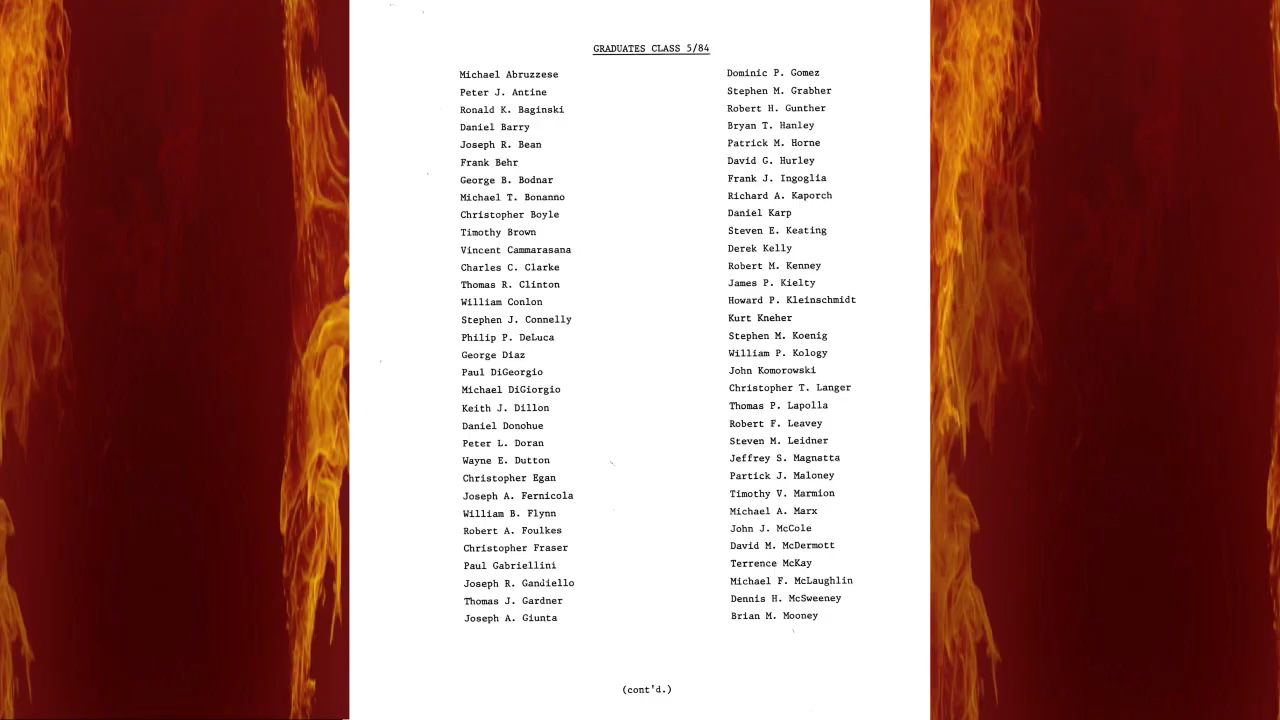 GRADUATES CLASS 5/84
Michael Abruzzese
Peter J. Antine
Ronald K. Baginski
Daniel Barry
Joseph R. Bean
Frank Behr
George B. Bodnar
Michael T. Bonanno
Christopher Boyle
Timothy Brown
Vincent Cammarasana
Charles C. Clarke
Thomas R. Clinton
William Conlon
Stephen J. Connelly
Philip P. DeLuca
George Diaz
Paul DiGeorgio
Michael DiGiorgio
Keith J. Dillon
Daniel Donohue
Peter L. Doran
Wayne E. Dutton
Christopher Egan
Joseph A. Fernicola
William B. Flynn
Robert A. Foulkes
Christopher Fraser
Paul Gabriellini
Joseph R. Gandiello
Thomas J. Gardner
Joseph A. Giunta
Dominic P. Gomez
Stephen M. Grabher
Robert H. Gunther
Bryan T. Hanley
Patrick M. Horne
David G. Hurley
Frank J. Ingoglia
Richard A. Kaporch
Daniel Karp
Steven E. Keating
Derek Kelly
Robert M. Kenney
James P. Kielty
Howard P. Kleinschmidt
Kurt Kneher
Stephen M. Koenig
William P. Kology
John Komorowski
Christopher T. Langer
Thomas P. Lapolla
Robert F. Leavey
Steven M. Leidner
Jeffrey S. Magnatta
Partick J. Maloney
Timothy V. Marmion
Michael A. Marx
John J. McCole
David M. McDermott
Terrence McKay
Michael F. McLaughlin
Dennis H. McSweeney
Brian M. Mooney
(cont'd.)